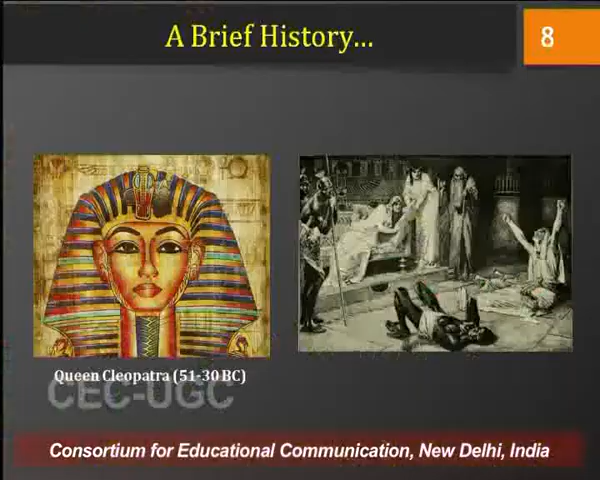 A Brief History...
8
Queen Cleopatra (51-30 BC)
CEC-UGC
Consortium for Educational Communication, New Delhi, India